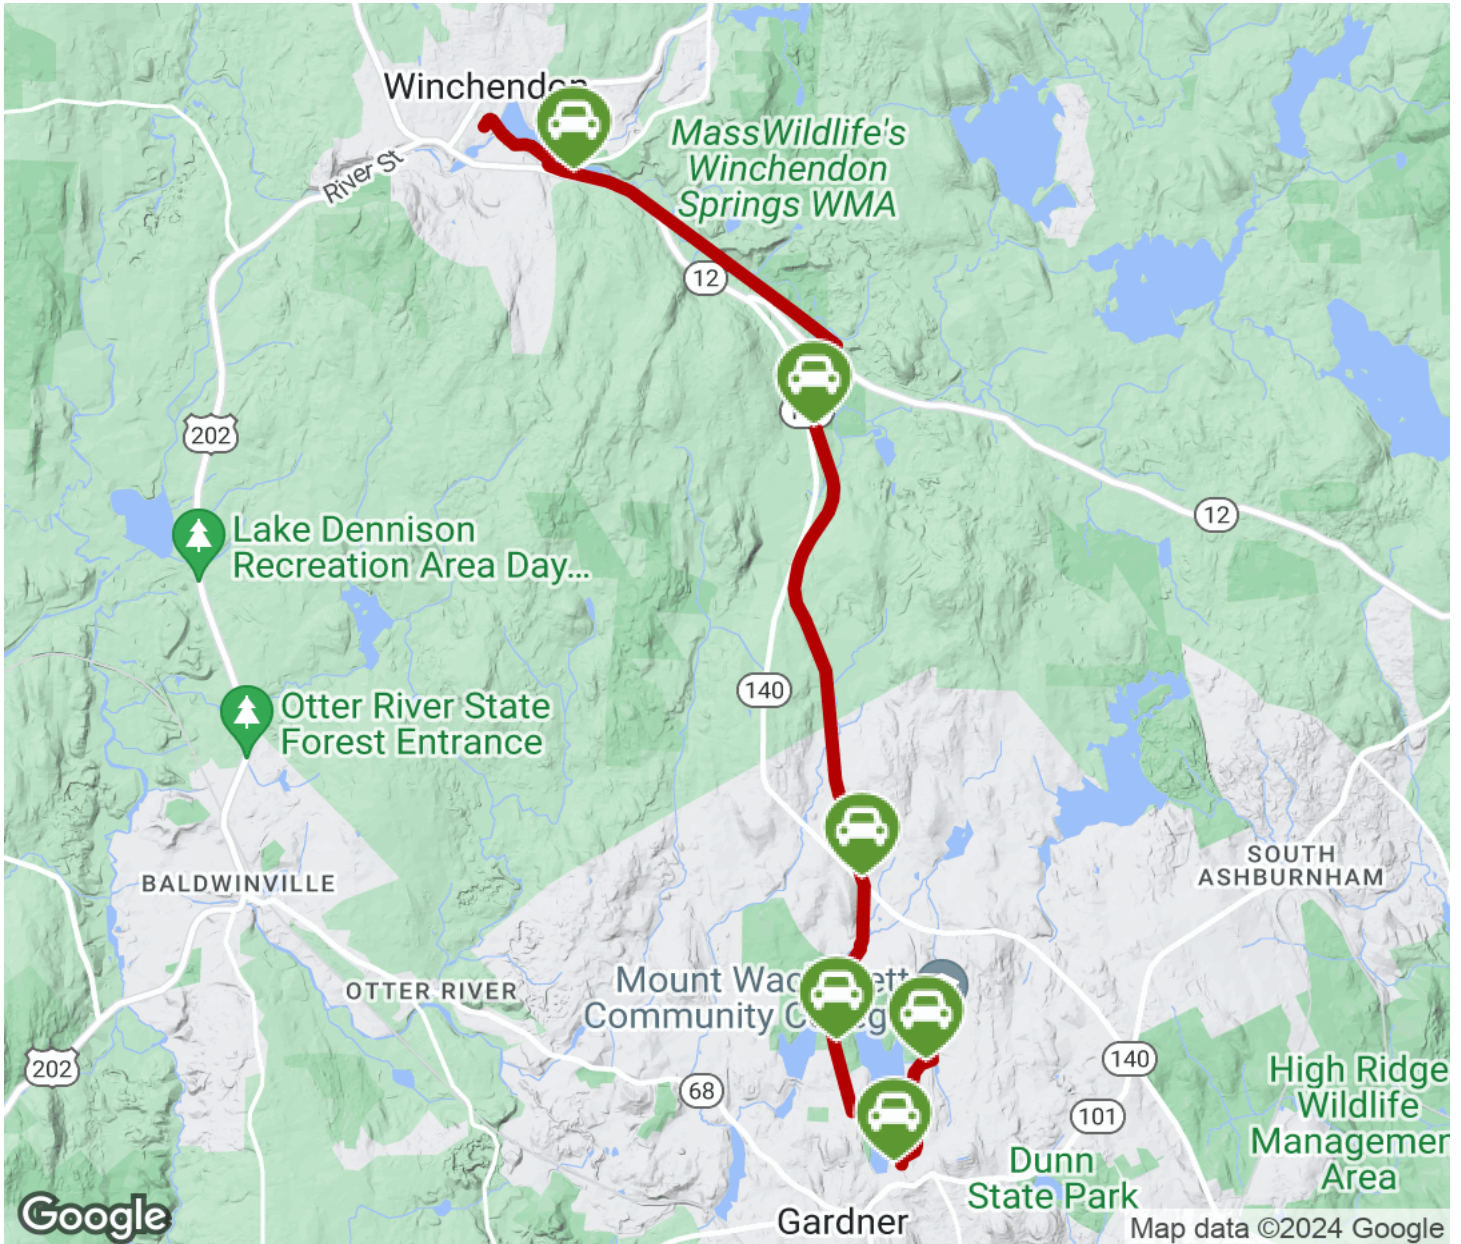 Winchendon
MassWildlife's
Winchendon
Springs WMA
River St
12
202
12
Lake Dennison
Recreation Area Day...
140
Otter River State
Forest Entrance
SOUTH
ASHBURNHAM
BALDWINVILLE
OTTER RIVER
Mount
Community
202
68
140
101
High Ridge
Wildlife
Management
Area
Dunn
State Park
Gardner
Google
Map data ©2024 Google